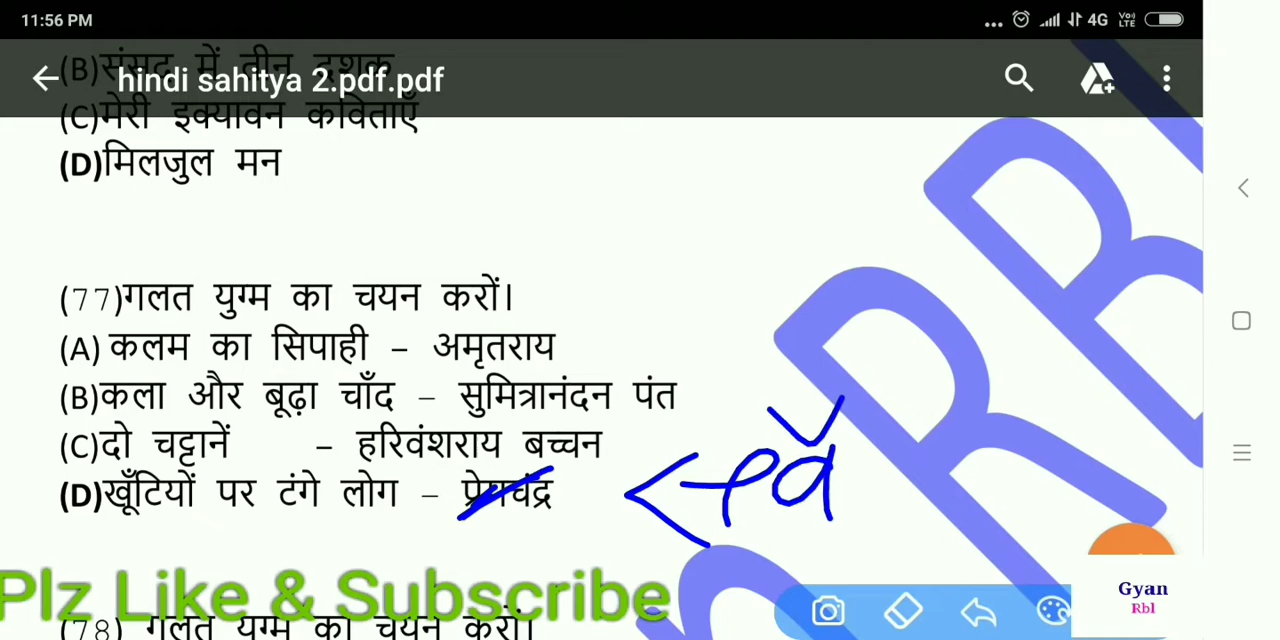 11:56 PM
4G
VoLTE
(B)संसद में तीन दशक
hindi sahitya 2.pdf.pdf
(C)मेरी इक्यावन कविताएँ
(D)मिलजुल मन
(77)गलत युग्म का चयन करों।
(A) कलम का सिपाही – अमृतराय
(B)कला और बूढ़ा चाँद – सुमित्रानंदन पंत
(C)दो चट्टानें – हरिवंशराय बच्चन
(D)खूँटियों पर टंगे लोग – प्रेमचंद्र
Plz Like & Subscribe
(78) गलत युग्म का चयन करों।
Gyan
Rbl